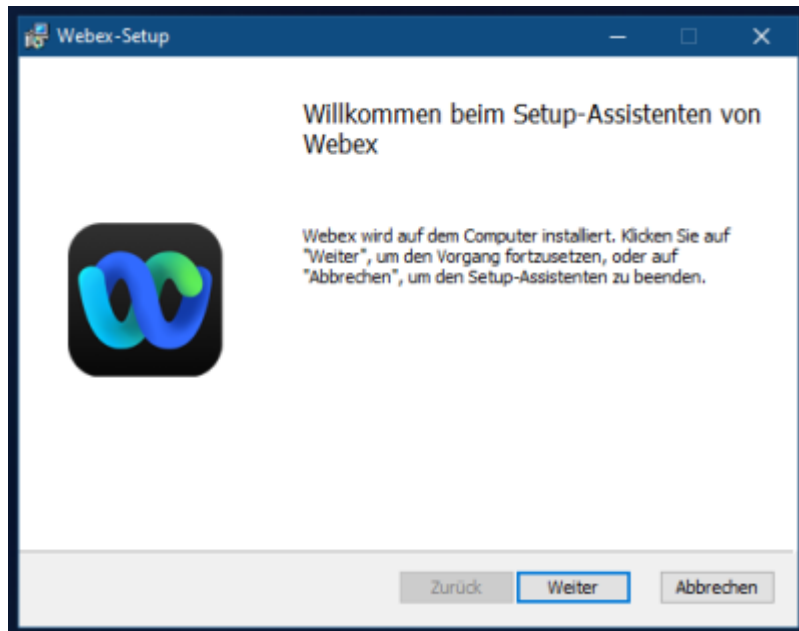 Webex-Setup
Willkommen beim Setup-Assistenten von
Webex
Webex wird auf dem Computer installiert. Klicken Sie auf
"Weiter", um den Vorgang fortzusetzen, oder auf
"Abbrechen", um den Setup-Assistenten zu beenden.
Zurück Weiter Abbrechen